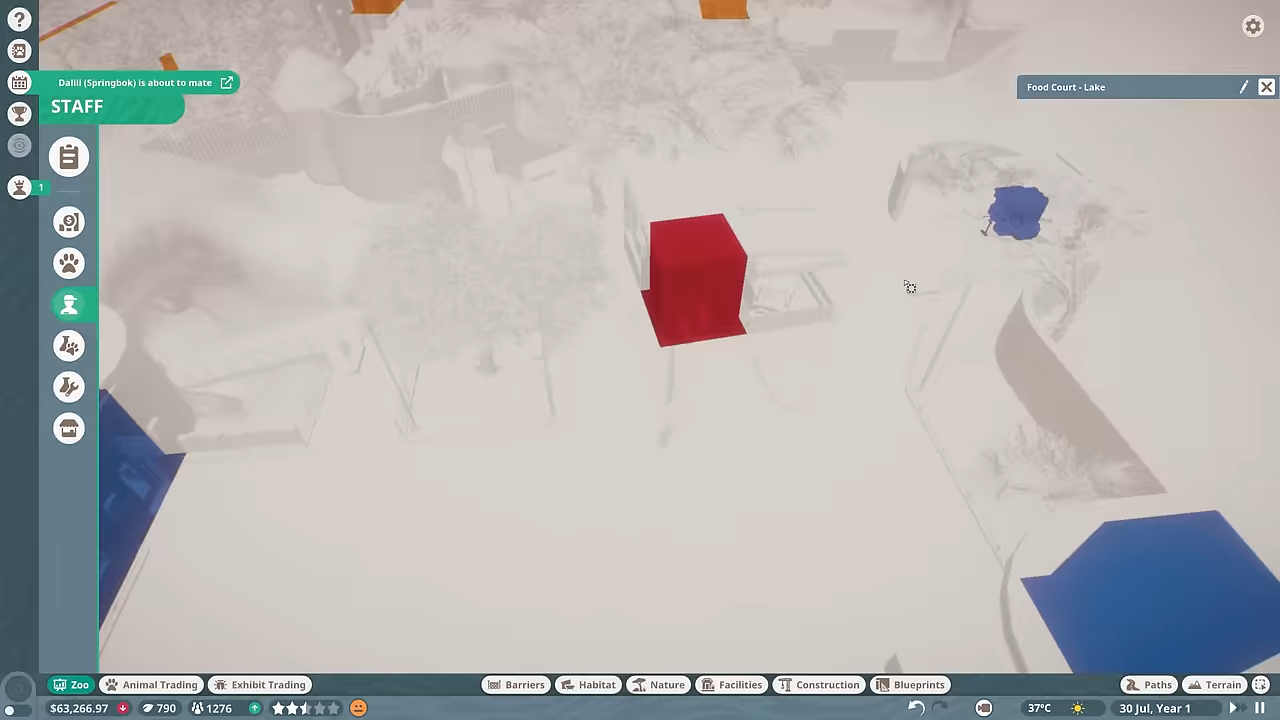 Dalili (Springbok) is about to mate
STAFF
1
Food Court - Lake
Zoo
Animal Trading
Exhibit Trading
Barriers
Habitat
Nature
Facilities
Construction
Blueprints
Paths
Terrain
$63,266.97
790
1276
37°C
30 Jul, Year 1